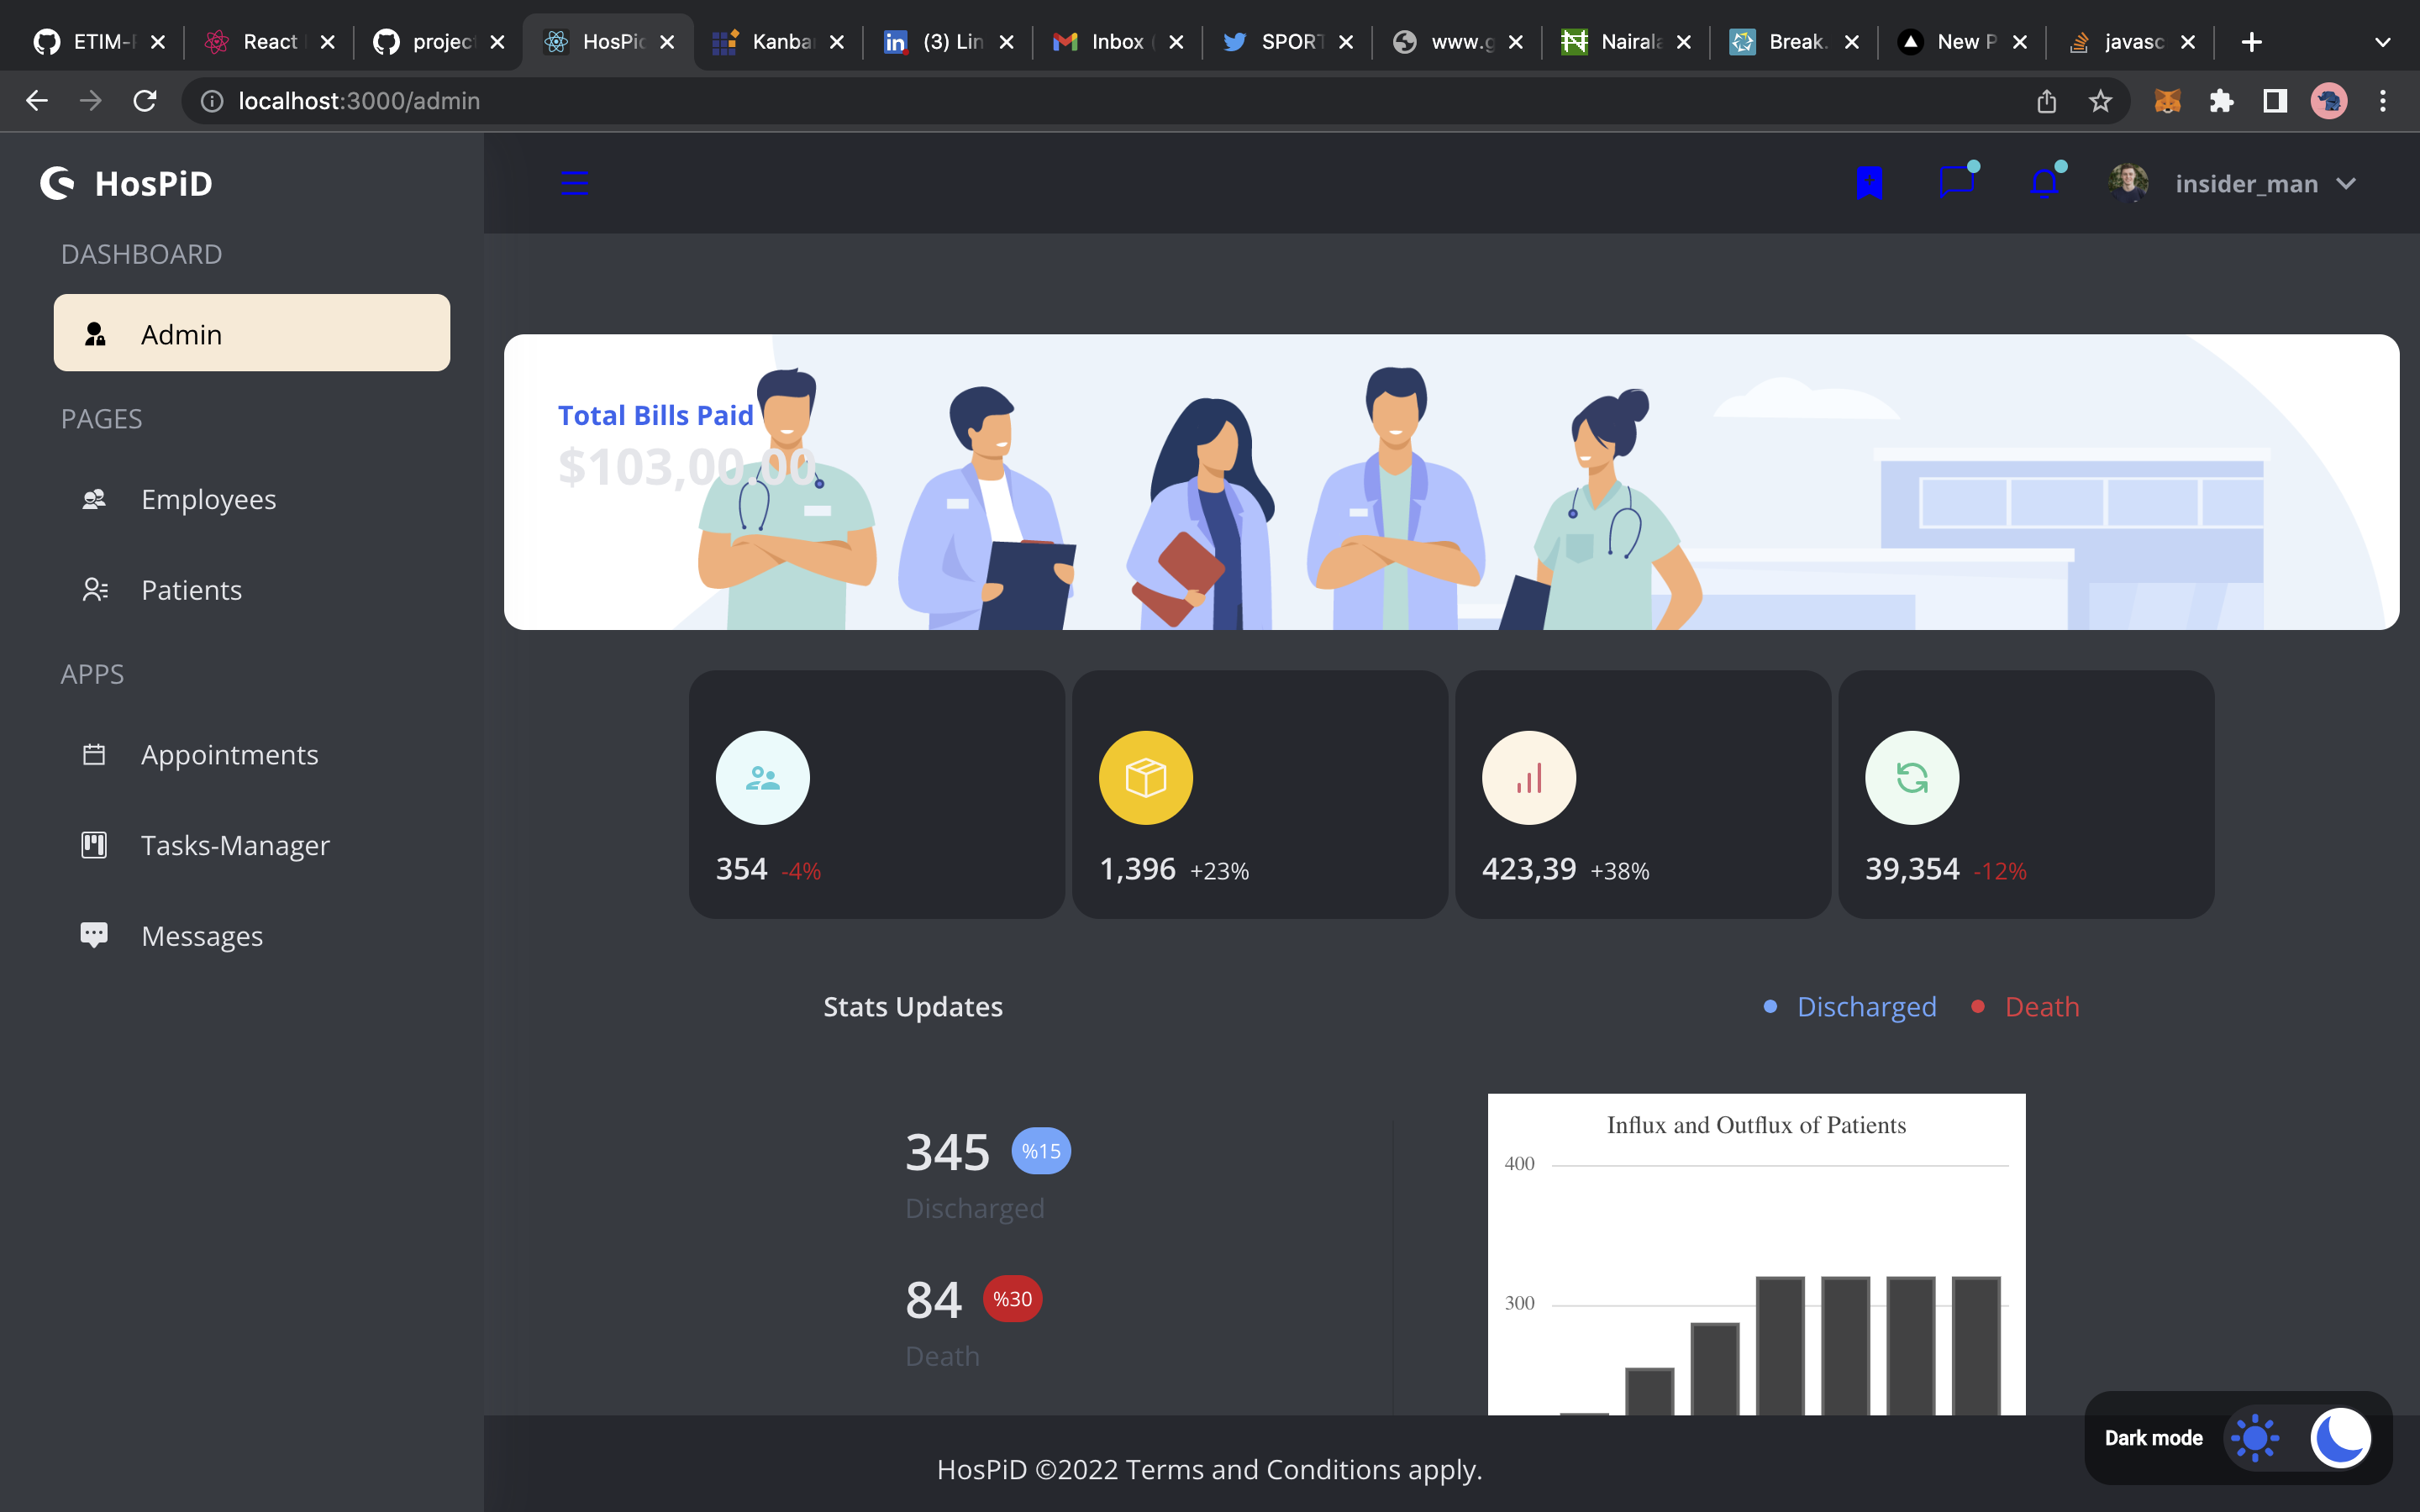 ETIM-
React
projec
HosPiD
Kanba
(3) Lin
Inbox
SPORT
www.g
Naira
Break.
New P
javasc
localhost:3000/admin
HosPiD
insider_man
DASHBOARD
Admin
PAGES
Employees
Patients
APPS
Appointments
Tasks-Manager
Messages
Total Bills Paid
$103,00.00
354 -4%
1,396 +23%
423,39 +38%
39,354 -12%
Stats Updates
Discharged
Death
345 %15
Discharged
84 %30
Death
Influx and Outflux of Patients
400
300
HosPiD ©2022 Terms and Conditions apply.
Dark mode